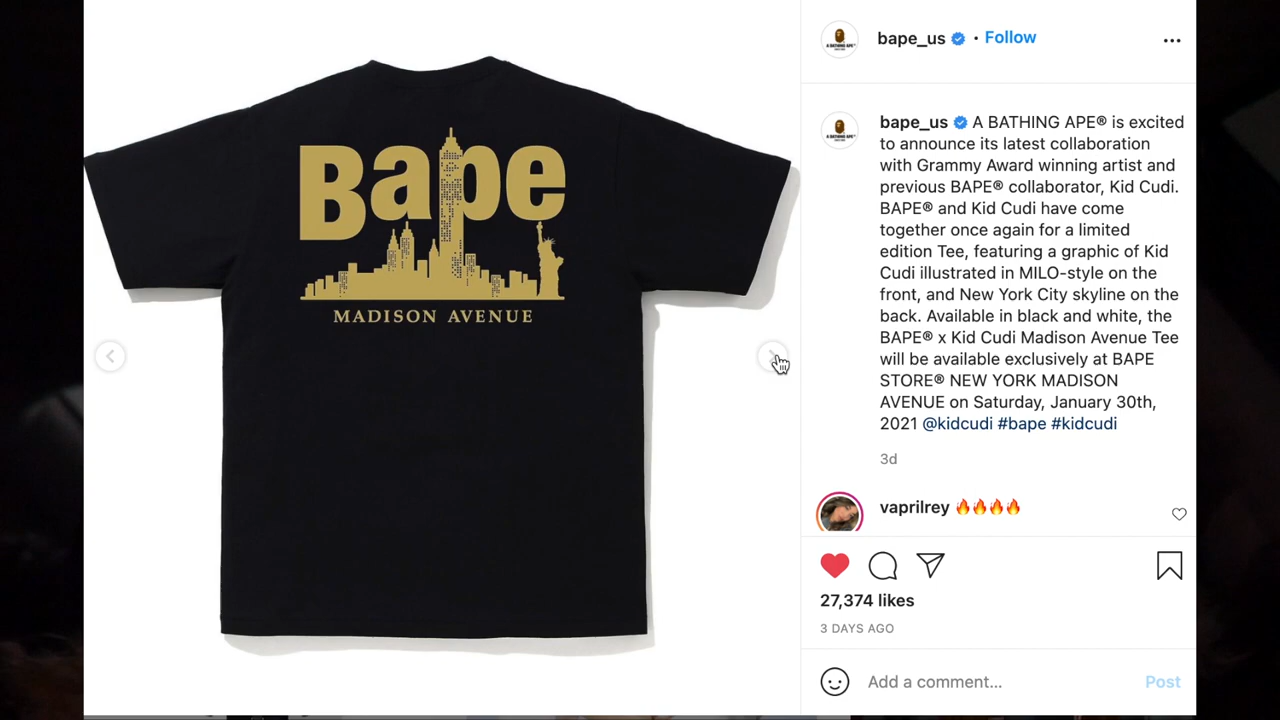 Bape
MADISON AVENUE
bape_us • Follow
bape_us A BATHING APE® is excited
to announce its latest collaboration
with Grammy Award winning artist and
previous BAPE® collaborator, Kid Cudi.
BAPE® and Kid Cudi have come
together once again for a limited
edition Tee, featuring a graphic of Kid
Cudi illustrated in MILO-style on the
front, and New York City skyline on the
back. Available in black and white, the
BAPE® x Kid Cudi Madison Avenue Tee
will be available exclusively at BAPE
STORE® NEW YORK MADISON
AVENUE on Saturday, January 30th,
2021 @kidcudi #bape #kidcudi
3d
vaprilrey 🔥🔥🔥🔥
27,374 likes
3 DAYS AGO
Add a comment... Post